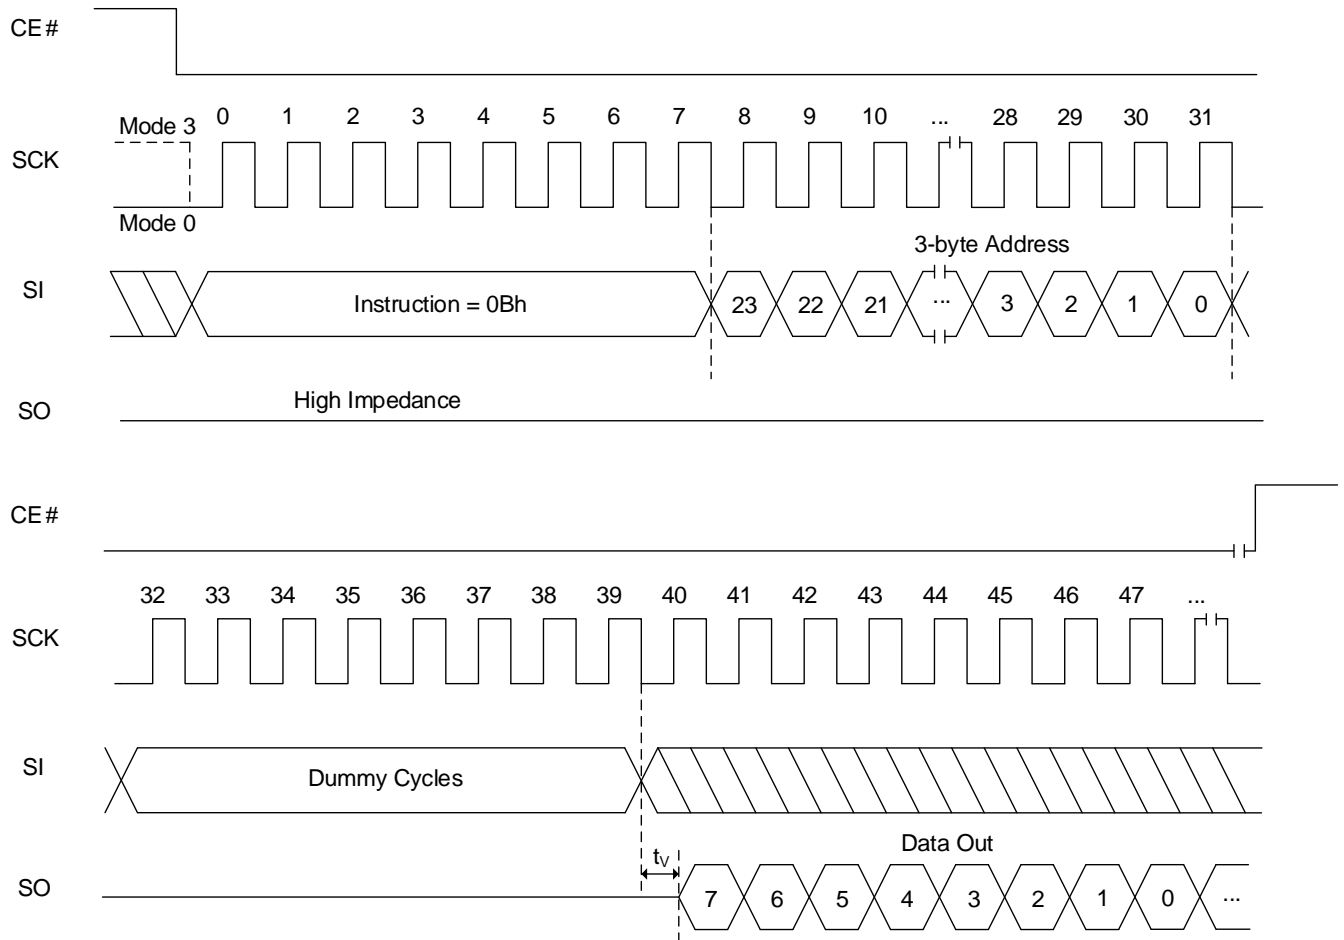 CE#
Mode 3 0 1 2 3 4 5 6 7 8 9 10 ... 28 29 30 31
SCK
Mode 0
3-byte Address
SI Instruction = 0Bh 23 22 21 ... 3 2 1 0
High Impedance
SO
CE#
32 33 34 35 36 37 38 39 40 41 42 43 44 45 46 47 ...
SCK
SI Dummy Cycles
Data Out
tV
SO 7 6 5 4 3 2 1 0 ...